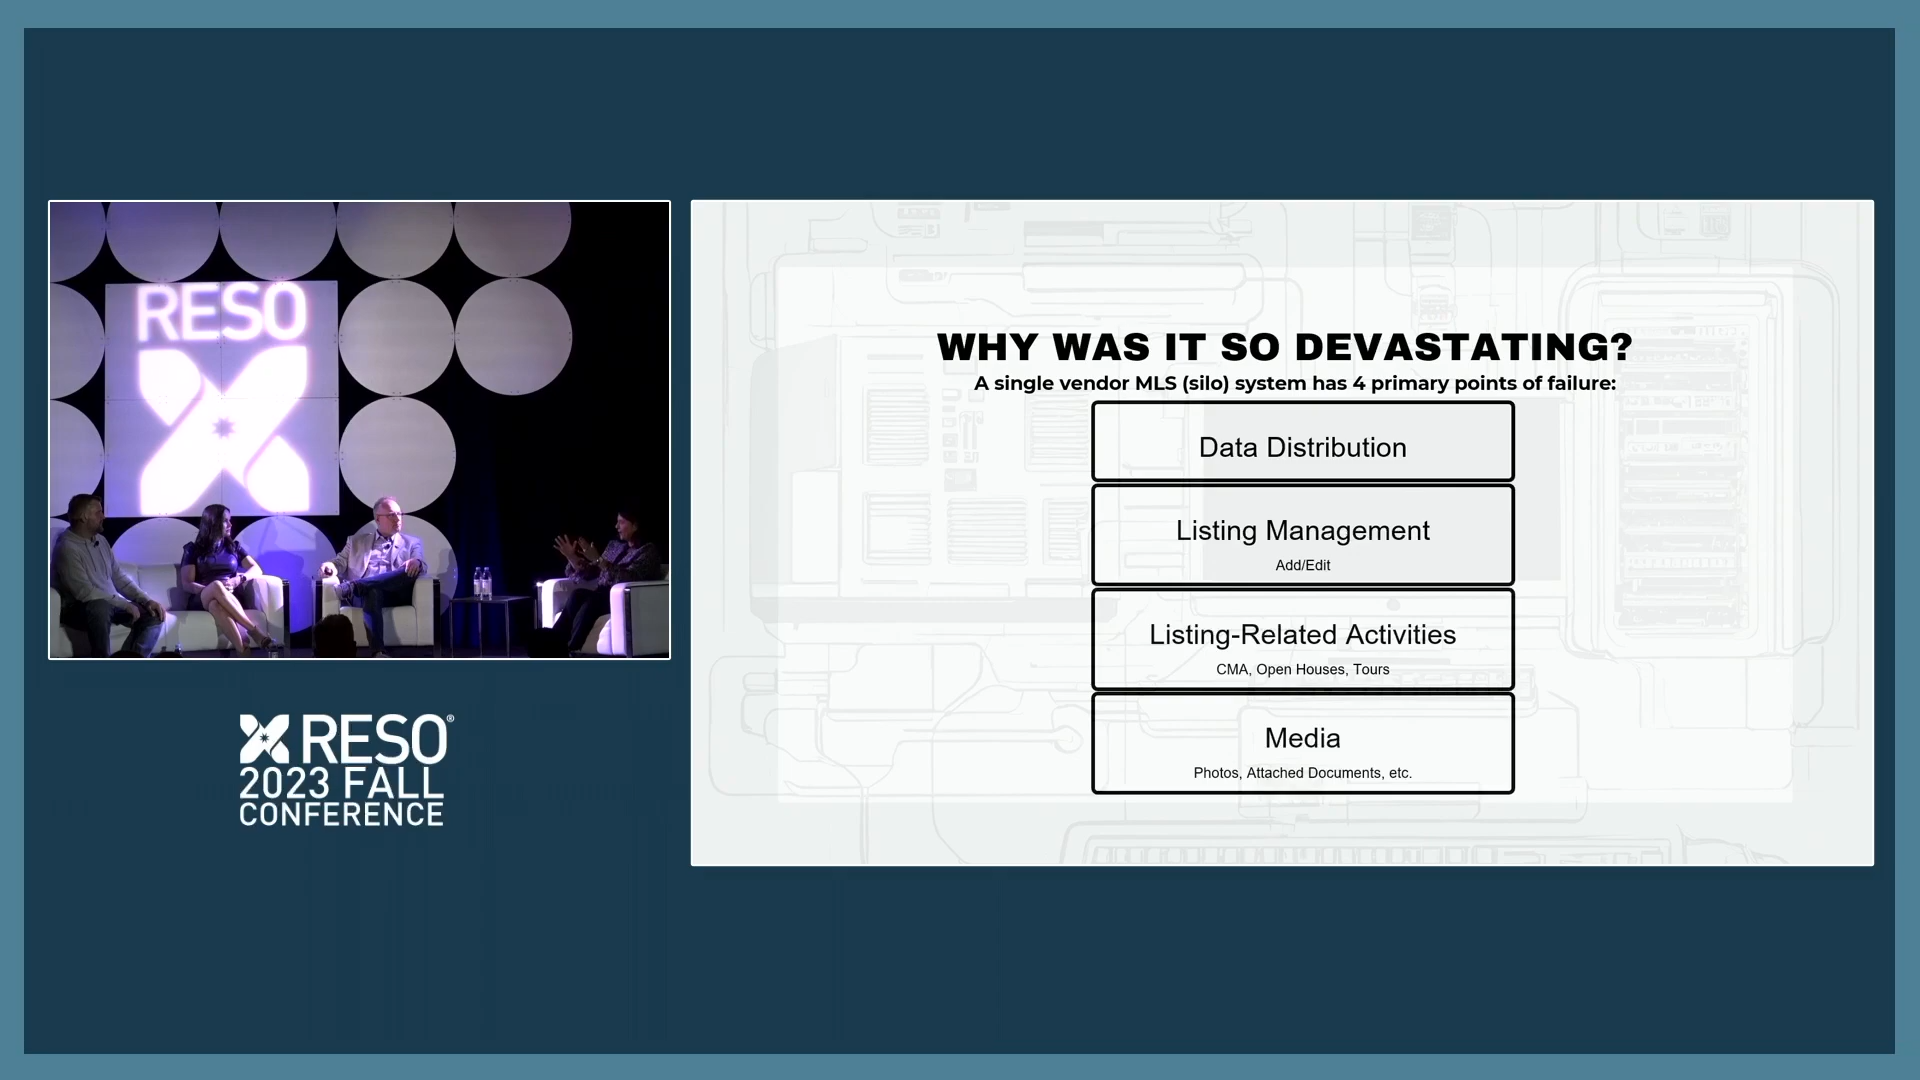 RESO
RESO®
2023 FALL
CONFERENCE
WHY WAS IT SO DEVASTATING?
A single vendor MLS (silo) system has 4 primary points of failure:
Data Distribution
Listing Management
Add/Edit
Listing-Related Activities
CMA, Open Houses, Tours
Media
Photos, Attached Documents, etc.